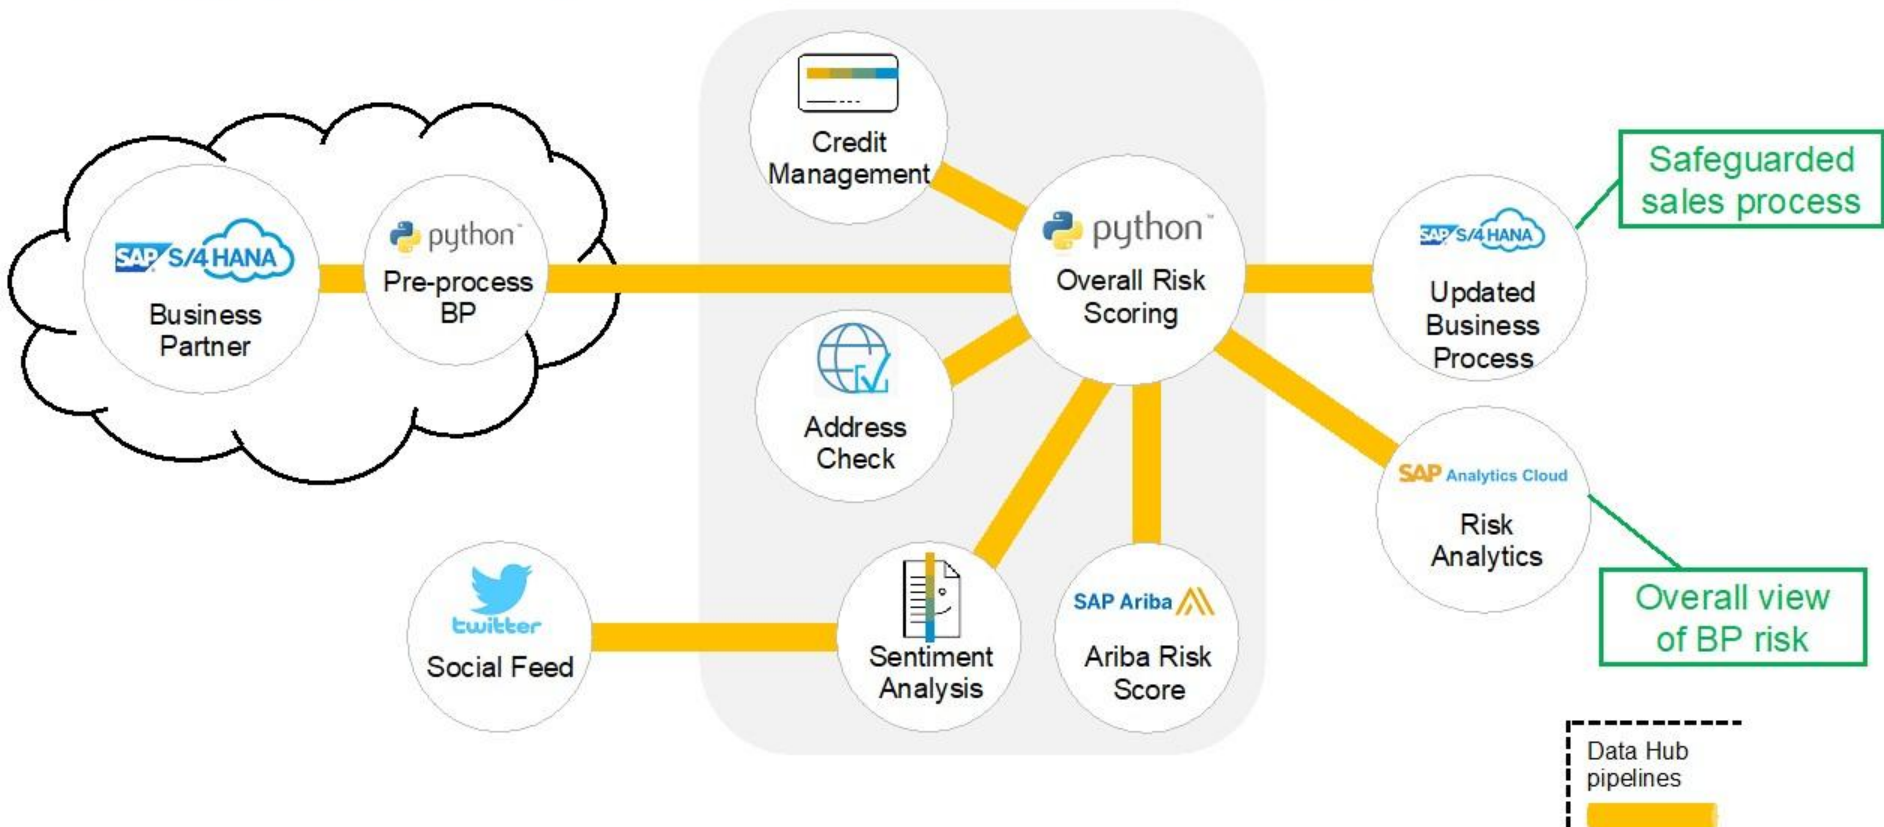 Credit
Management
SAP S/4HANA
Business
Partner
python™
Pre-process
BP
python™
Overall Risk
Scoring
SAP S/4HANA
Updated
Business
Process
Safeguarded
sales process
Address
Check
SAP Analytics Cloud
Risk
Analytics
Overall view
of BP risk
twitter
Social Feed
Sentiment
Analysis
SAP Ariba
Ariba Risk
Score
Data Hub
pipelines